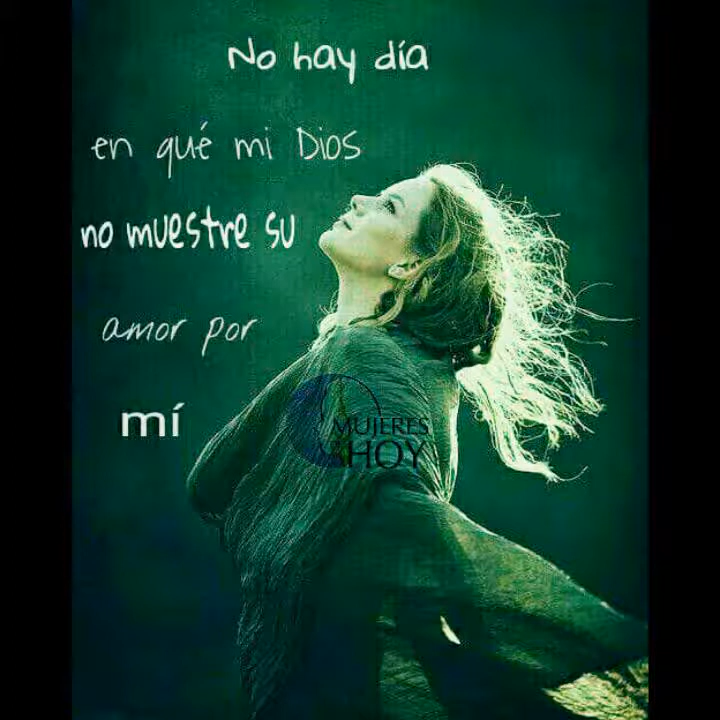 No hay día
en qué mi Dios
no muestre su
amor por
mí
MUJERES
HOY